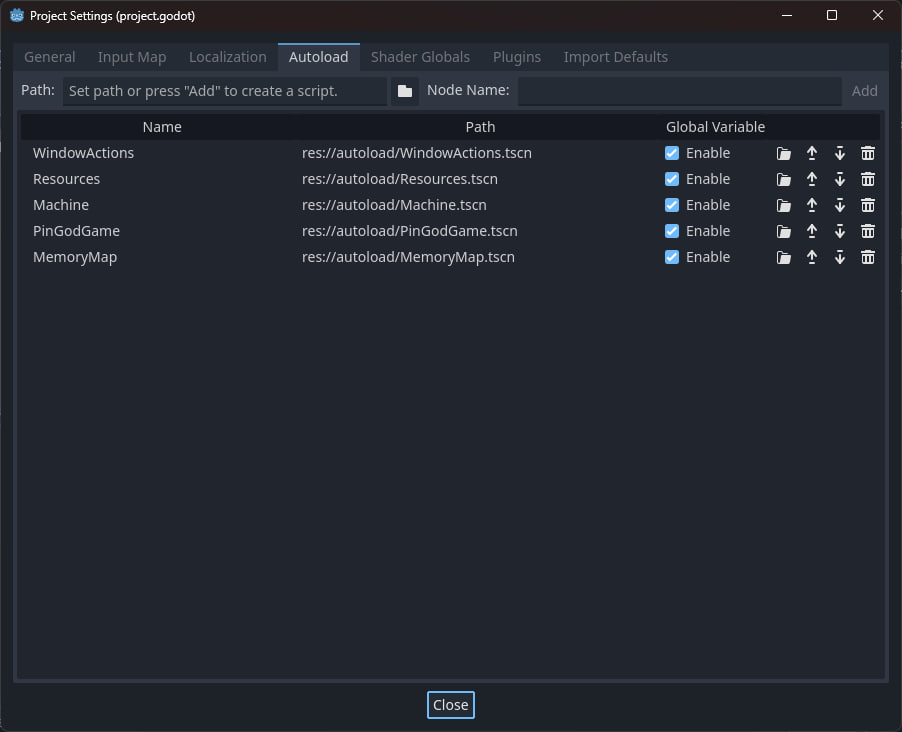 Project Settings (project.godot)
General Input Map Localization Autoload Shader Globals Plugins Import Defaults
Path: Set path or press "Add" to create a script. Node Name: Add
Name Path Global Variable
WindowActions res://autoload/WindowActions.tscn Enable
Resources res://autoload/Resources.tscn Enable
Machine res://autoload/Machine.tscn Enable
PinGodGame res://autoload/PinGodGame.tscn Enable
MemoryMap res://autoload/MemoryMap.tscn Enable
Close